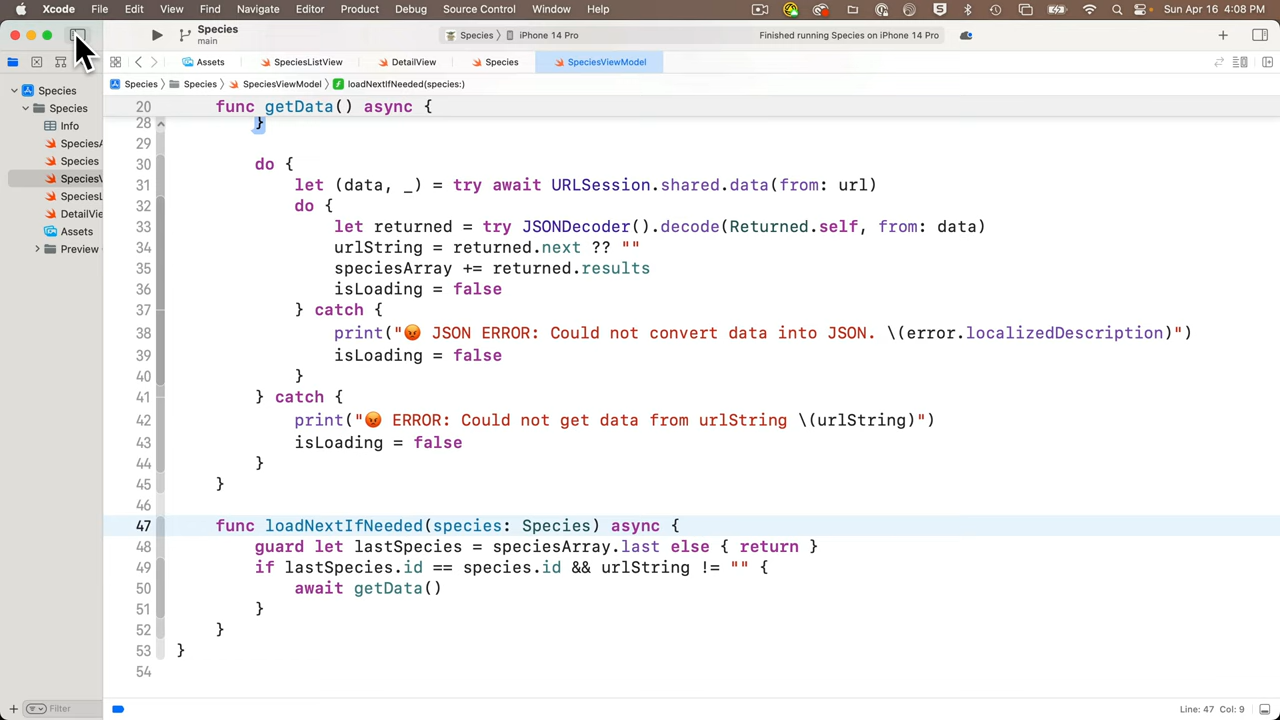 Xcode File Edit View Find Navigate Editor Product Debug Source Control Window Help Sun Apr 16 4:08 PM
Species
main
Species iPhone 14 Pro
Finished running Species on iPhone 14 Pro
Assets SpeciesListView DetailView Species SpeciesViewModel
Species Species SpeciesViewModel loadNextIfNeeded(species:)
Species
Species
Info
SpeciesA
Species
SpeciesV
SpeciesL
DetailVie
Assets
Preview
Filter
20 func getData() async {
28 }
29
30 do {
31 let (data, _) = try await URLSession.shared.data(from: url)
32 do {
33 let returned = try JSONDecoder().decode(Returned.self, from: data)
34 urlString = returned.next ?? ""
35 speciesArray += returned.results
36 isLoading = false
37 } catch {
38 print("😡 JSON ERROR: Could not convert data into JSON. \(error.localizedDescription)")
39 isLoading = false
40 }
41 } catch {
42 print("😡 ERROR: Could not get data from urlString \(urlString)")
43 isLoading = false
44 }
45 }
46
47 func loadNextIfNeeded(species: Species) async {
48 guard let lastSpecies = speciesArray.last else { return }
49 if lastSpecies.id == species.id && urlString != "" {
50 await getData()
51 }
52 }
53 }
54
Line: 47 Col: 9